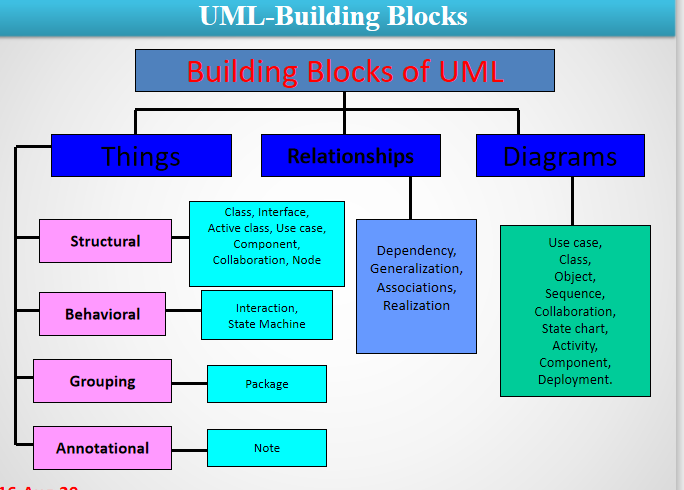 UML-Building Blocks
Building Blocks of UML
Things
Relationships
Diagrams
Structural
Class, Interface,
Active class, Use case,
Component,
Collaboration, Node
Behavioral
Interaction,
State Machine
Grouping
Package
Annotational
Note
Dependency,
Generalization,
Associations,
Realization
Use case,
Class,
Object,
Sequence,
Collaboration,
State chart,
Activity,
Component,
Deployment.